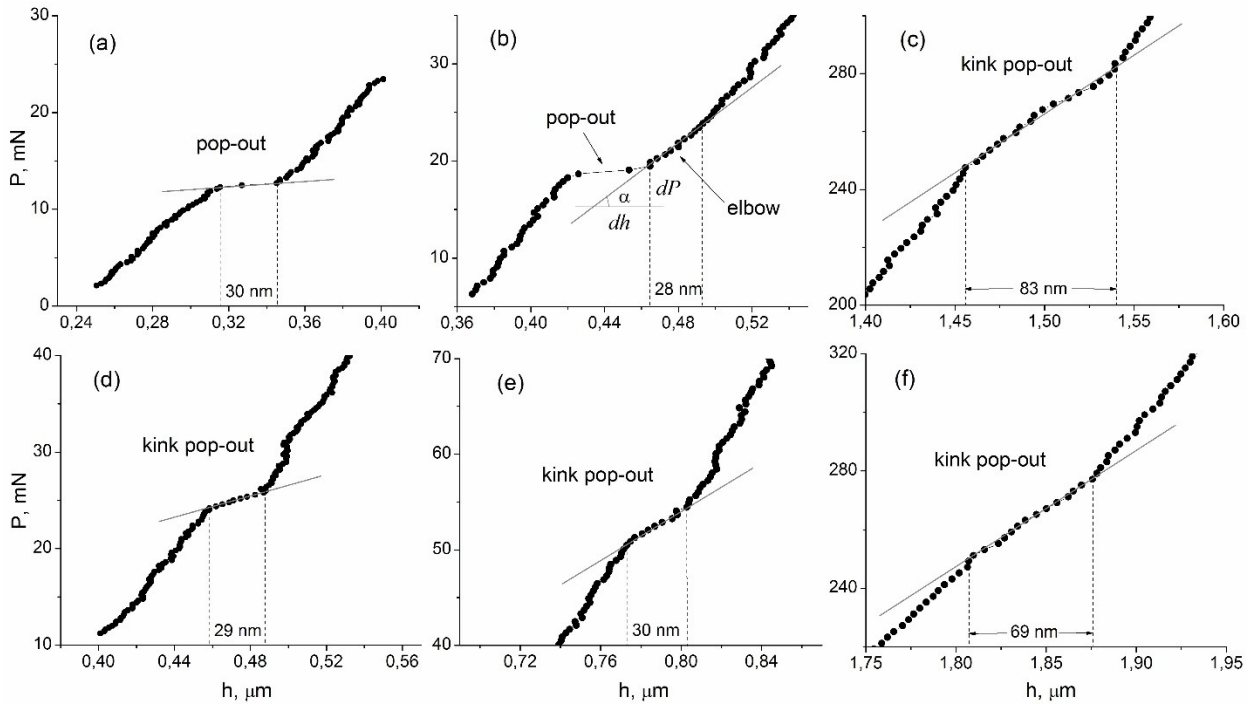 (a)
pop-out
30 nm
P, mN
30
20
10
0
0,24
0,28
0,32
0,36
0,40
(b)
pop-out
α
dP
dh
elbow
28 nm
30
20
10
0,36
0,40
0,44
0,48
0,52
(c)
kink pop-out
83 nm
280
240
200
1,40
1,45
1,50
1,55
1,60
(d)
kink pop-out
29 nm
P, mN
40
30
20
10
0,40
0,44
0,48
0,52
0,56
h, μm
(e)
kink pop-out
30 nm
70
60
50
40
0,72
0,76
0,80
0,84
h, μm
(f)
kink pop-out
69 nm
320
280
240
1,75
1,80
1,85
1,90
1,95
h, μm